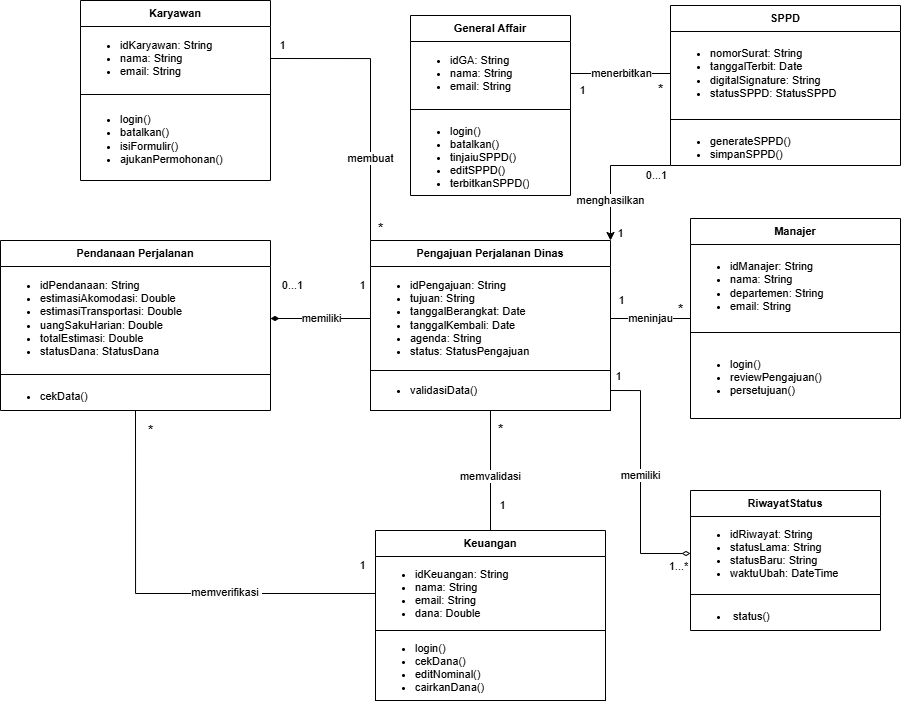 Karyawan
idKaryawan: String
nama: String
email: String
login()
batalkan()
isiFormulir()
ajukanPermohonan()
1
membuat
*
General Affair
idGA: String
nama: String
email: String
login()
batalkan()
tinjaiuSPPD()
editSPPD()
terbitkanSPPD()
menerbitkan
1
*
SPPD
nomorSurat: String
tanggalTerbit: Date
digitalSignature: String
statusSPPD: StatusSPPD
generateSPPD()
simpanSPPD()
0...1
menghasilkan
1
Pendanaan Perjalanan
idPendanaan: String
estimasiAkomodasi: Double
estimasiTransportasi: Double
uangSakuHarian: Double
totalEstimasi: Double
statusDana: StatusDana
cekData()
0...1
1
memiliki
Pengajuan Perjalanan Dinas
idPengajuan: String
tujuan: String
tanggalBerangkat: Date
tanggalKembali: Date
agenda: String
status: StatusPengajuan
validasiData()
1
*
meninjau
Manajer
idManajer: String
nama: String
departemen: String
email: String
login()
reviewPengajuan()
persetujuan()
1
memiliki
1...*
*
memvalidasi
1
*
memverifikasi
1
Keuangan
idKeuangan: String
nama: String
email: String
dana: Double
login()
cekDana()
editNominal()
cairkanDana()
RiwayatStatus
idRiwayat: String
statusLama: String
statusBaru: String
waktuUbah: DateTime
status()